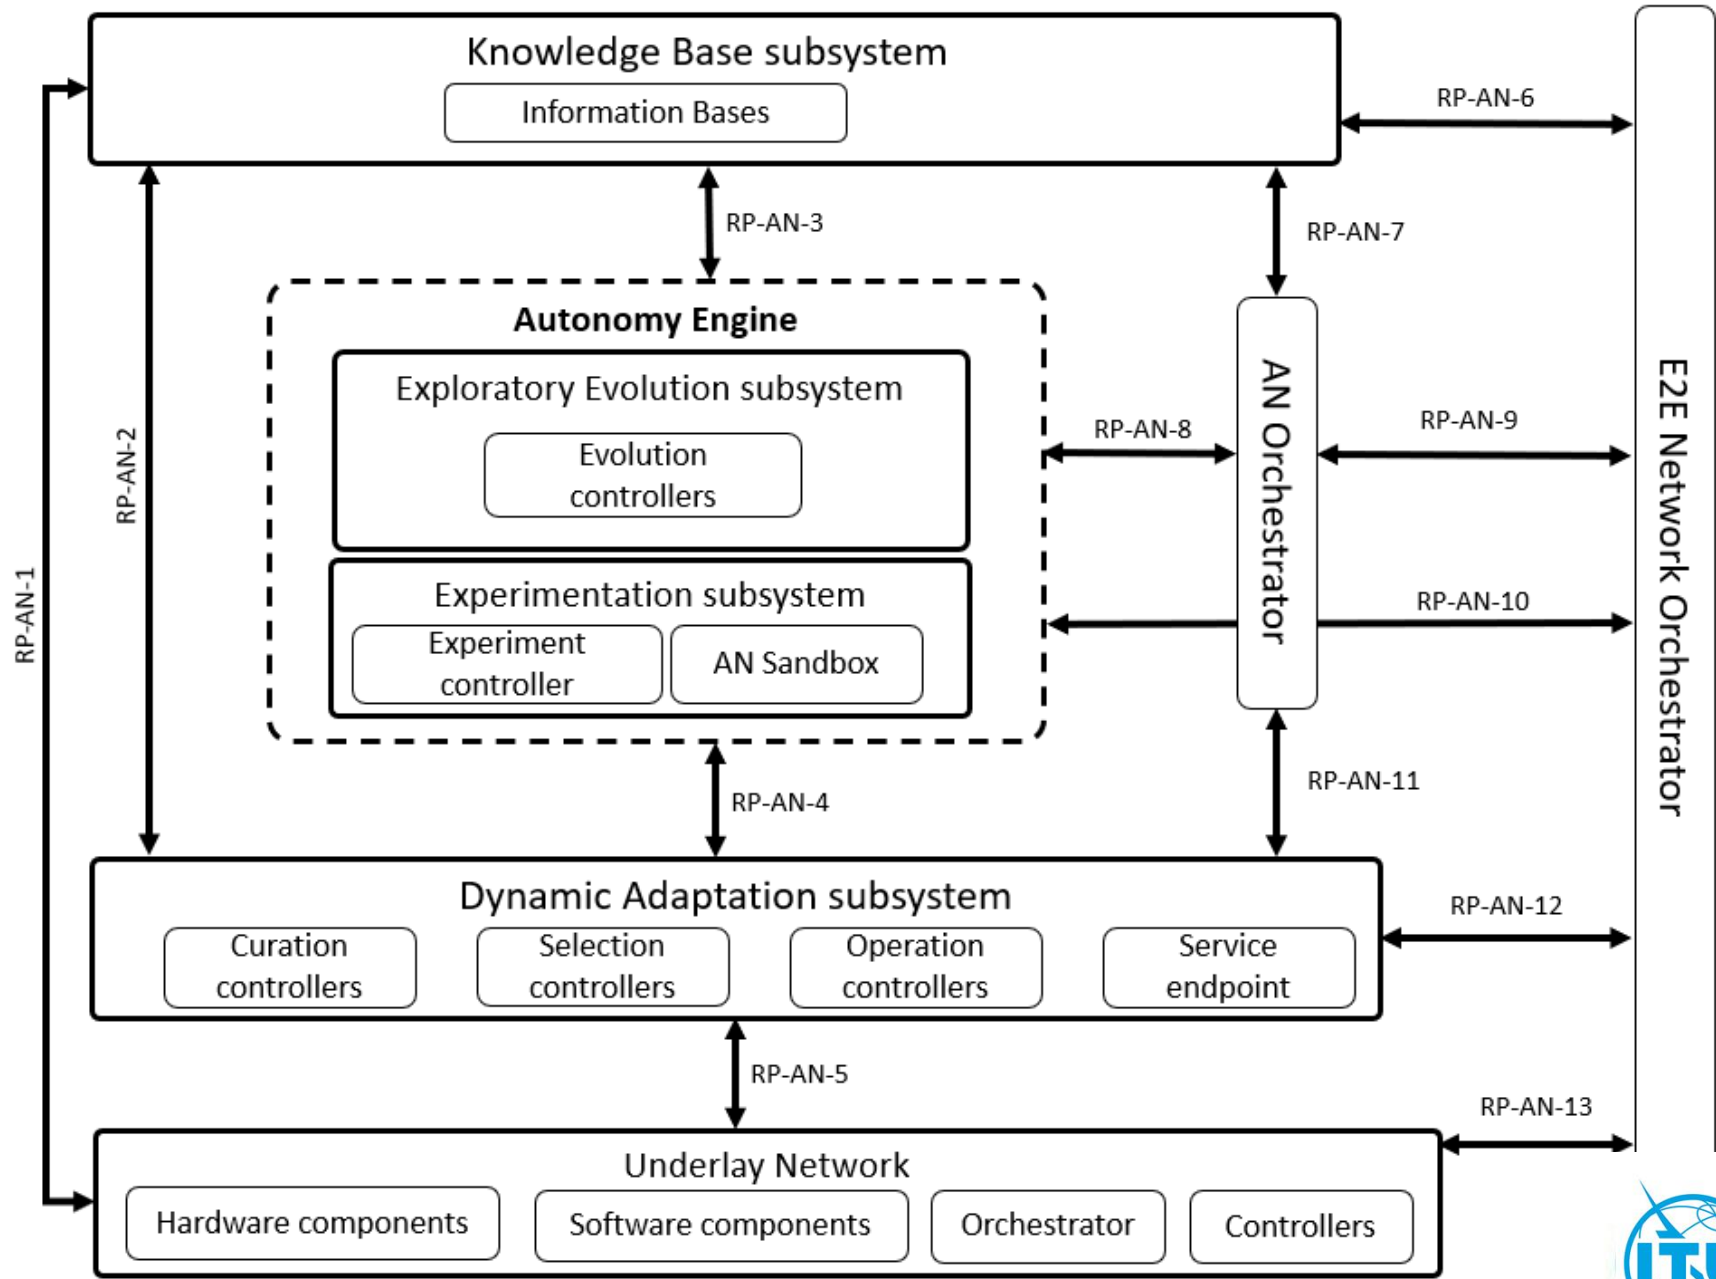 Knowledge Base subsystem
Information Bases
RP-AN-6
RP-AN-3
RP-AN-7
Autonomy Engine
Exploratory Evolution subsystem
Evolution
controllers
RP-AN-8
AN Orchestrator
RP-AN-9
E2E Network Orchestrator
RP-AN-2
RP-AN-1
Experimentation subsystem
Experiment
controller
AN Sandbox
RP-AN-10
RP-AN-4
RP-AN-11
Dynamic Adaptation subsystem
Curation
controllers
Selection
controllers
Operation
controllers
Service
endpoint
RP-AN-12
RP-AN-5
RP-AN-13
Underlay Network
Hardware components
Software components
Orchestrator
Controllers